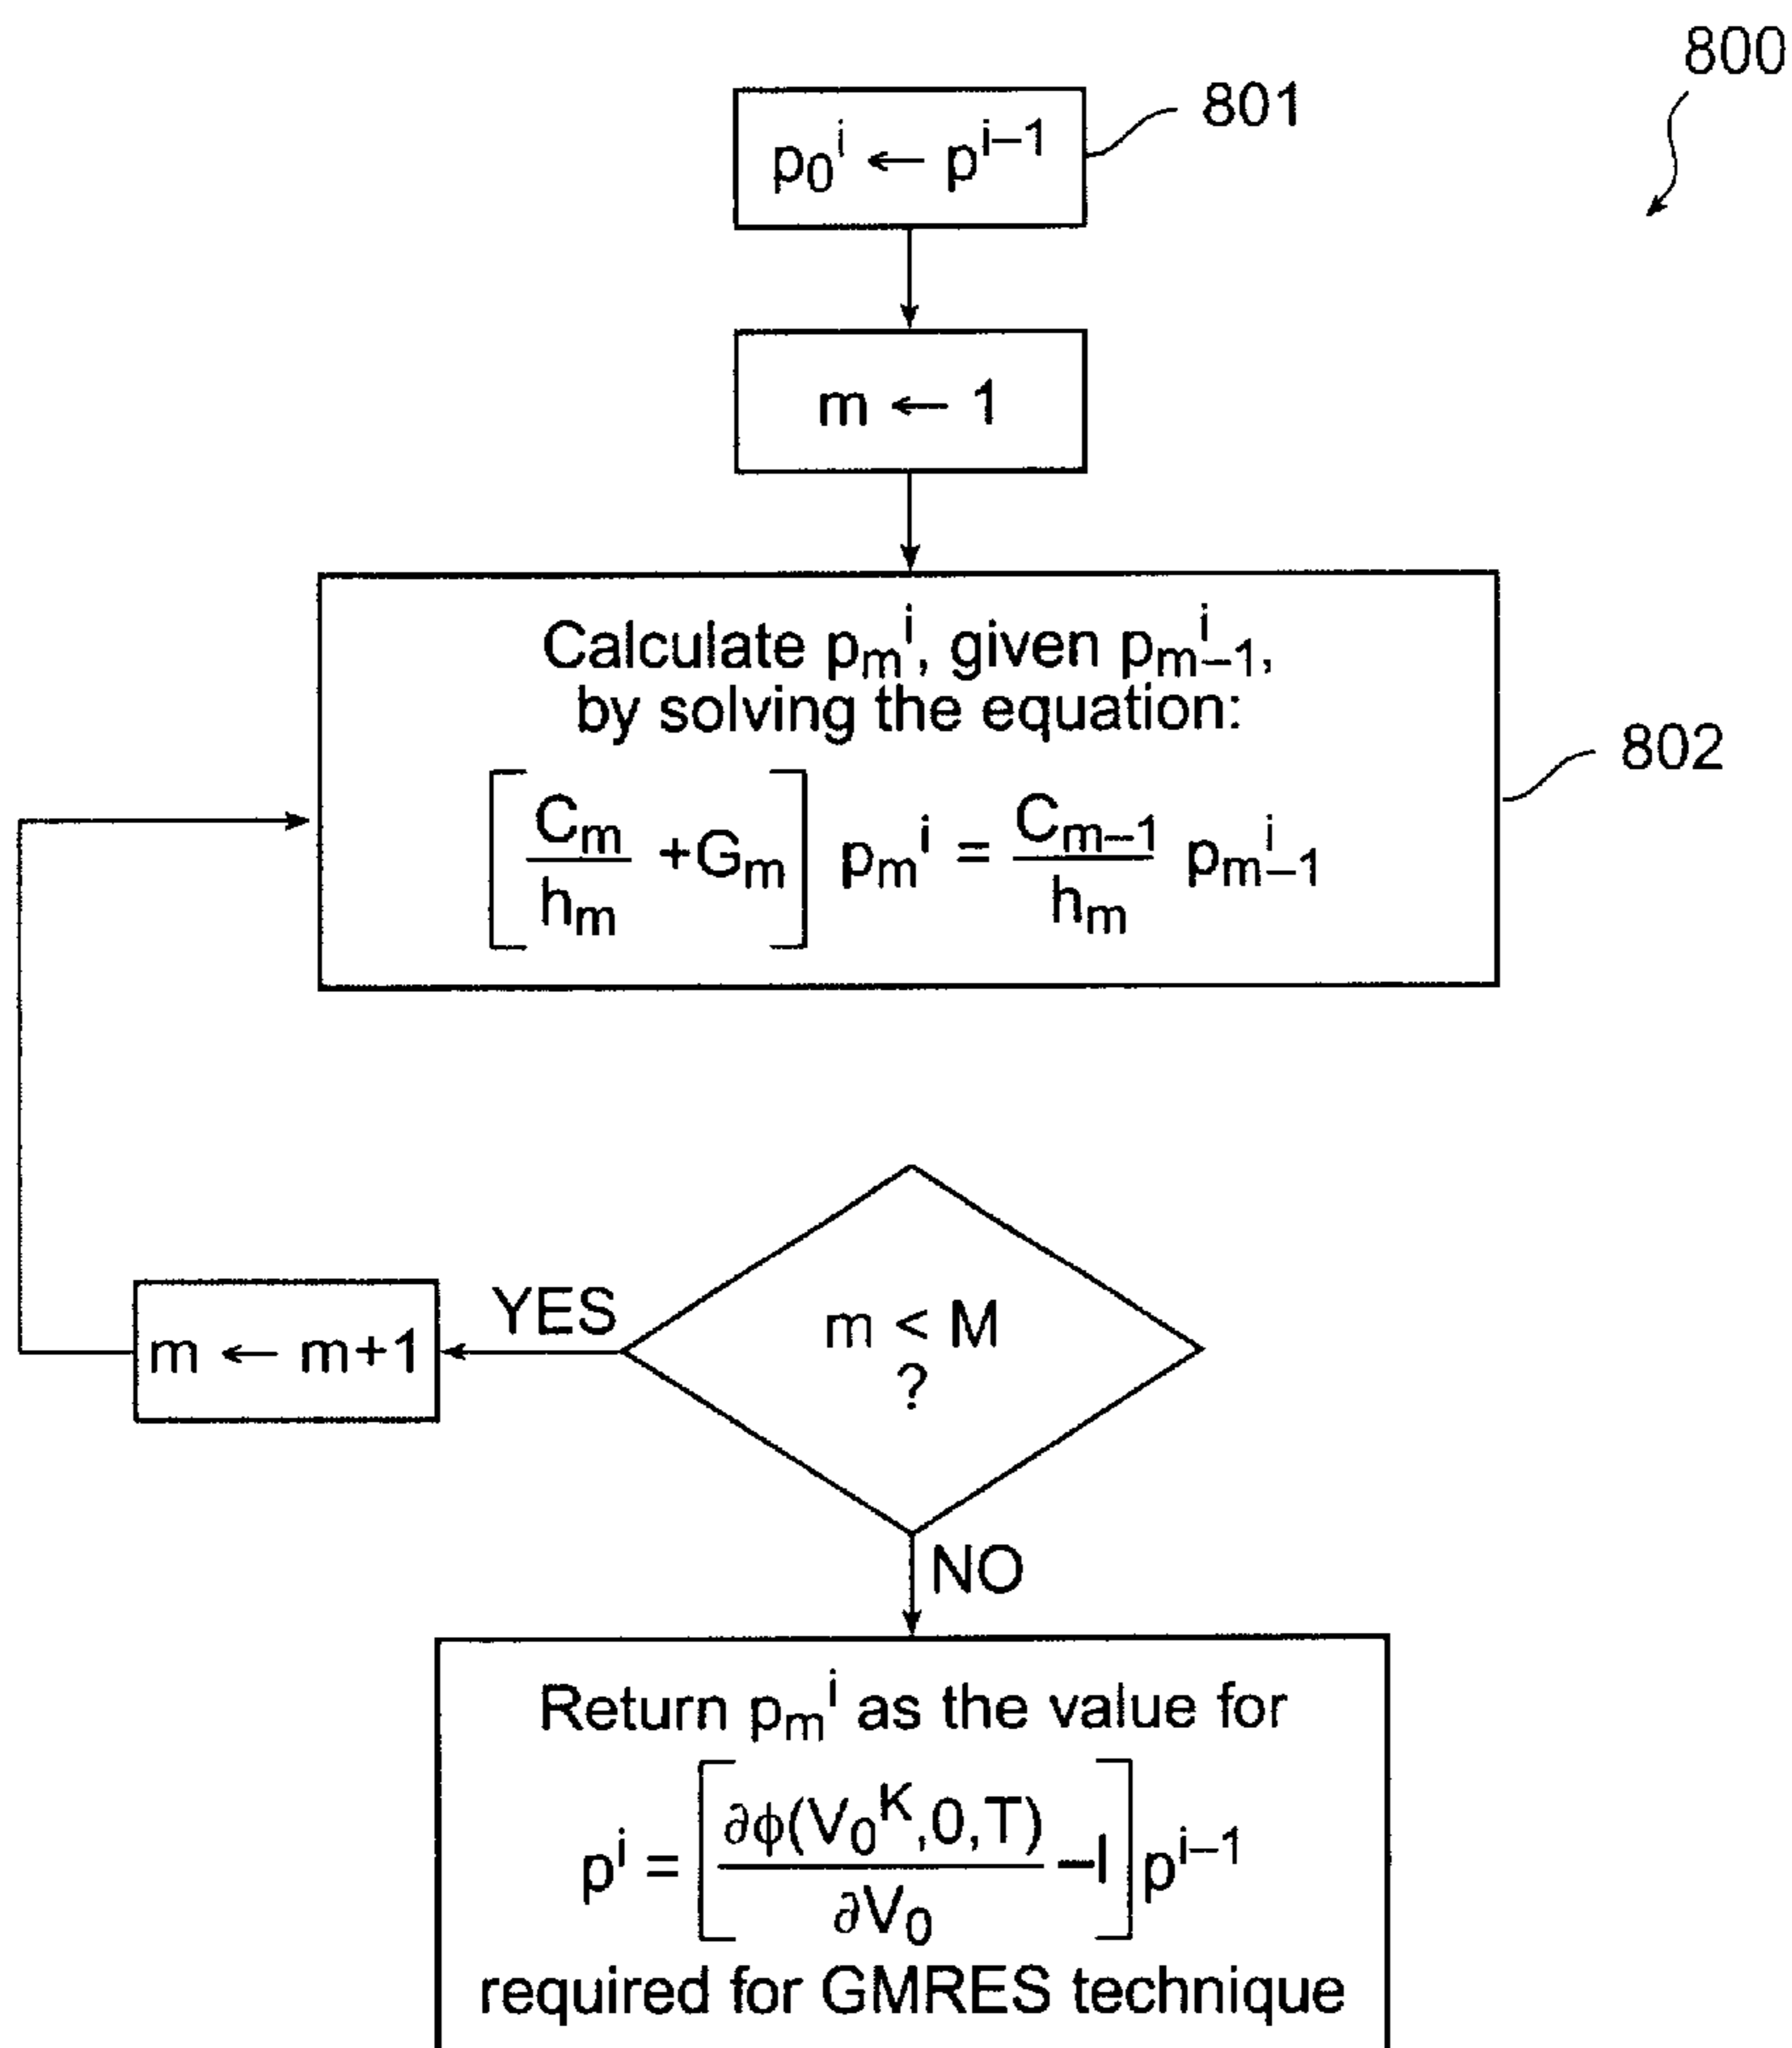 800
801
p₀ⁱ ← pⁱ⁻¹
m ← 1
Calculate pₘⁱ, given pₘ₋₁ⁱ,
by solving the equation:
[Cₘ/hₘ +Gₘ] pₘⁱ = Cₘ₋₁/hₘ pₘ₋₁ⁱ
802
m < M
?
YES
m ← m+1
NO
Return pₘⁱ as the value for
pⁱ = [∂ϕ(V₀ᴷ,0,T)/∂V₀ –I] pⁱ⁻¹
required for GMRES technique